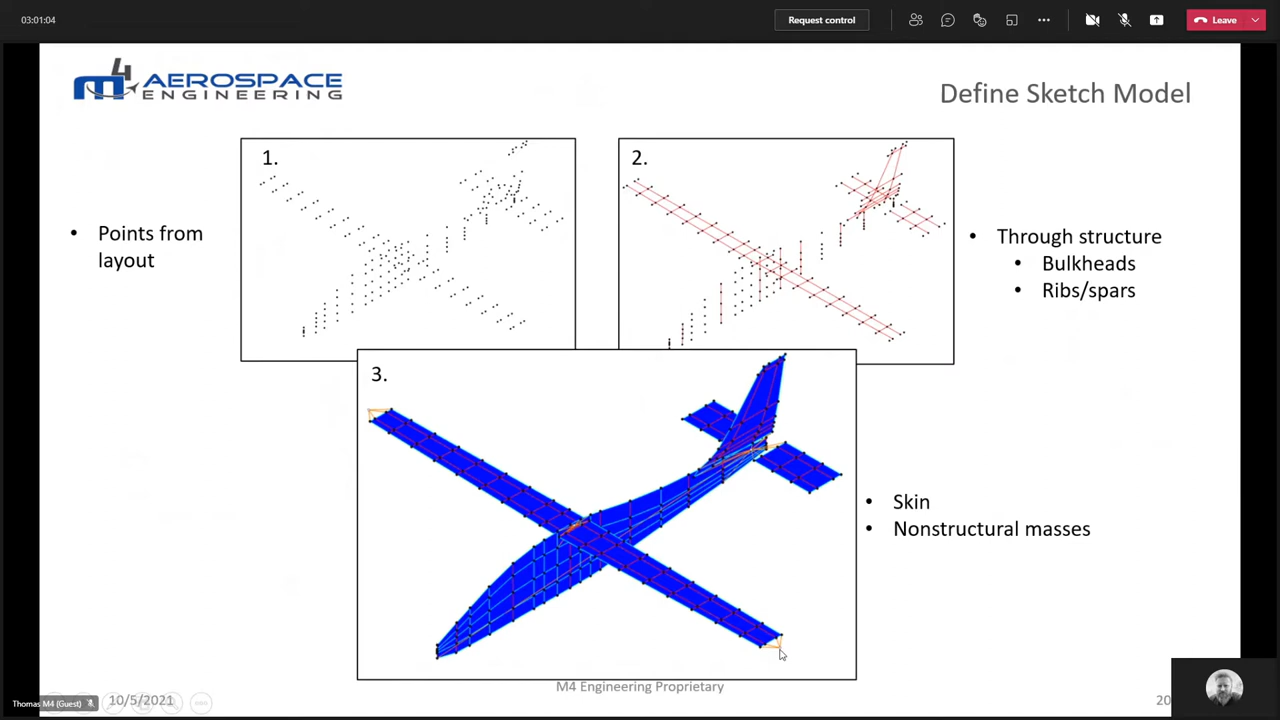 03:01:04
Request control
Leave
m4 AEROSPACE
ENGINEERING
Define Sketch Model
1.
2.
• Points from
layout
• Through structure
• Bulkheads
• Ribs/spars
3.
• Skin
• Nonstructural masses
M4 Engineering Proprietary
Thomas M4 (Guest)
10/5/2021
20